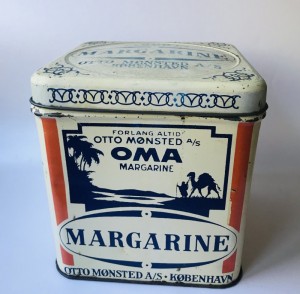 MARGARINE
OTTO MØNSTED A/S
FORLANG ALTID
OTTO MØNSTED A/S
OMA
MARGARINE
MARGARINE
OTTO MØNSTED A/S · KØBENHAVN